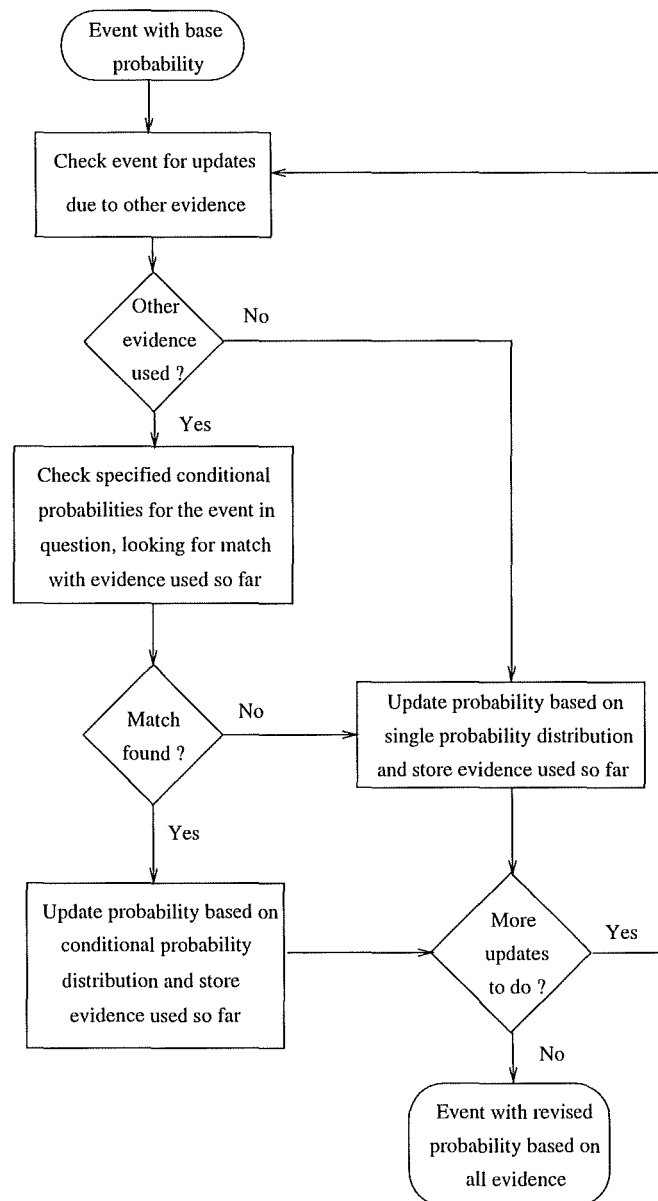 Event with base
probability
Check event for updates
due to other evidence
Other
evidence
used ?
No
Yes
Check specified conditional
probabilities for the event in
question, looking for match
with evidence used so far
Match
found ?
No
Yes
Update probability based on
single probability distribution
and store evidence used so far
Update probability based on
conditional probability
distribution and store
evidence used so far
More
updates
to do ?
Yes
No
Event with revised
probability based on
all evidence